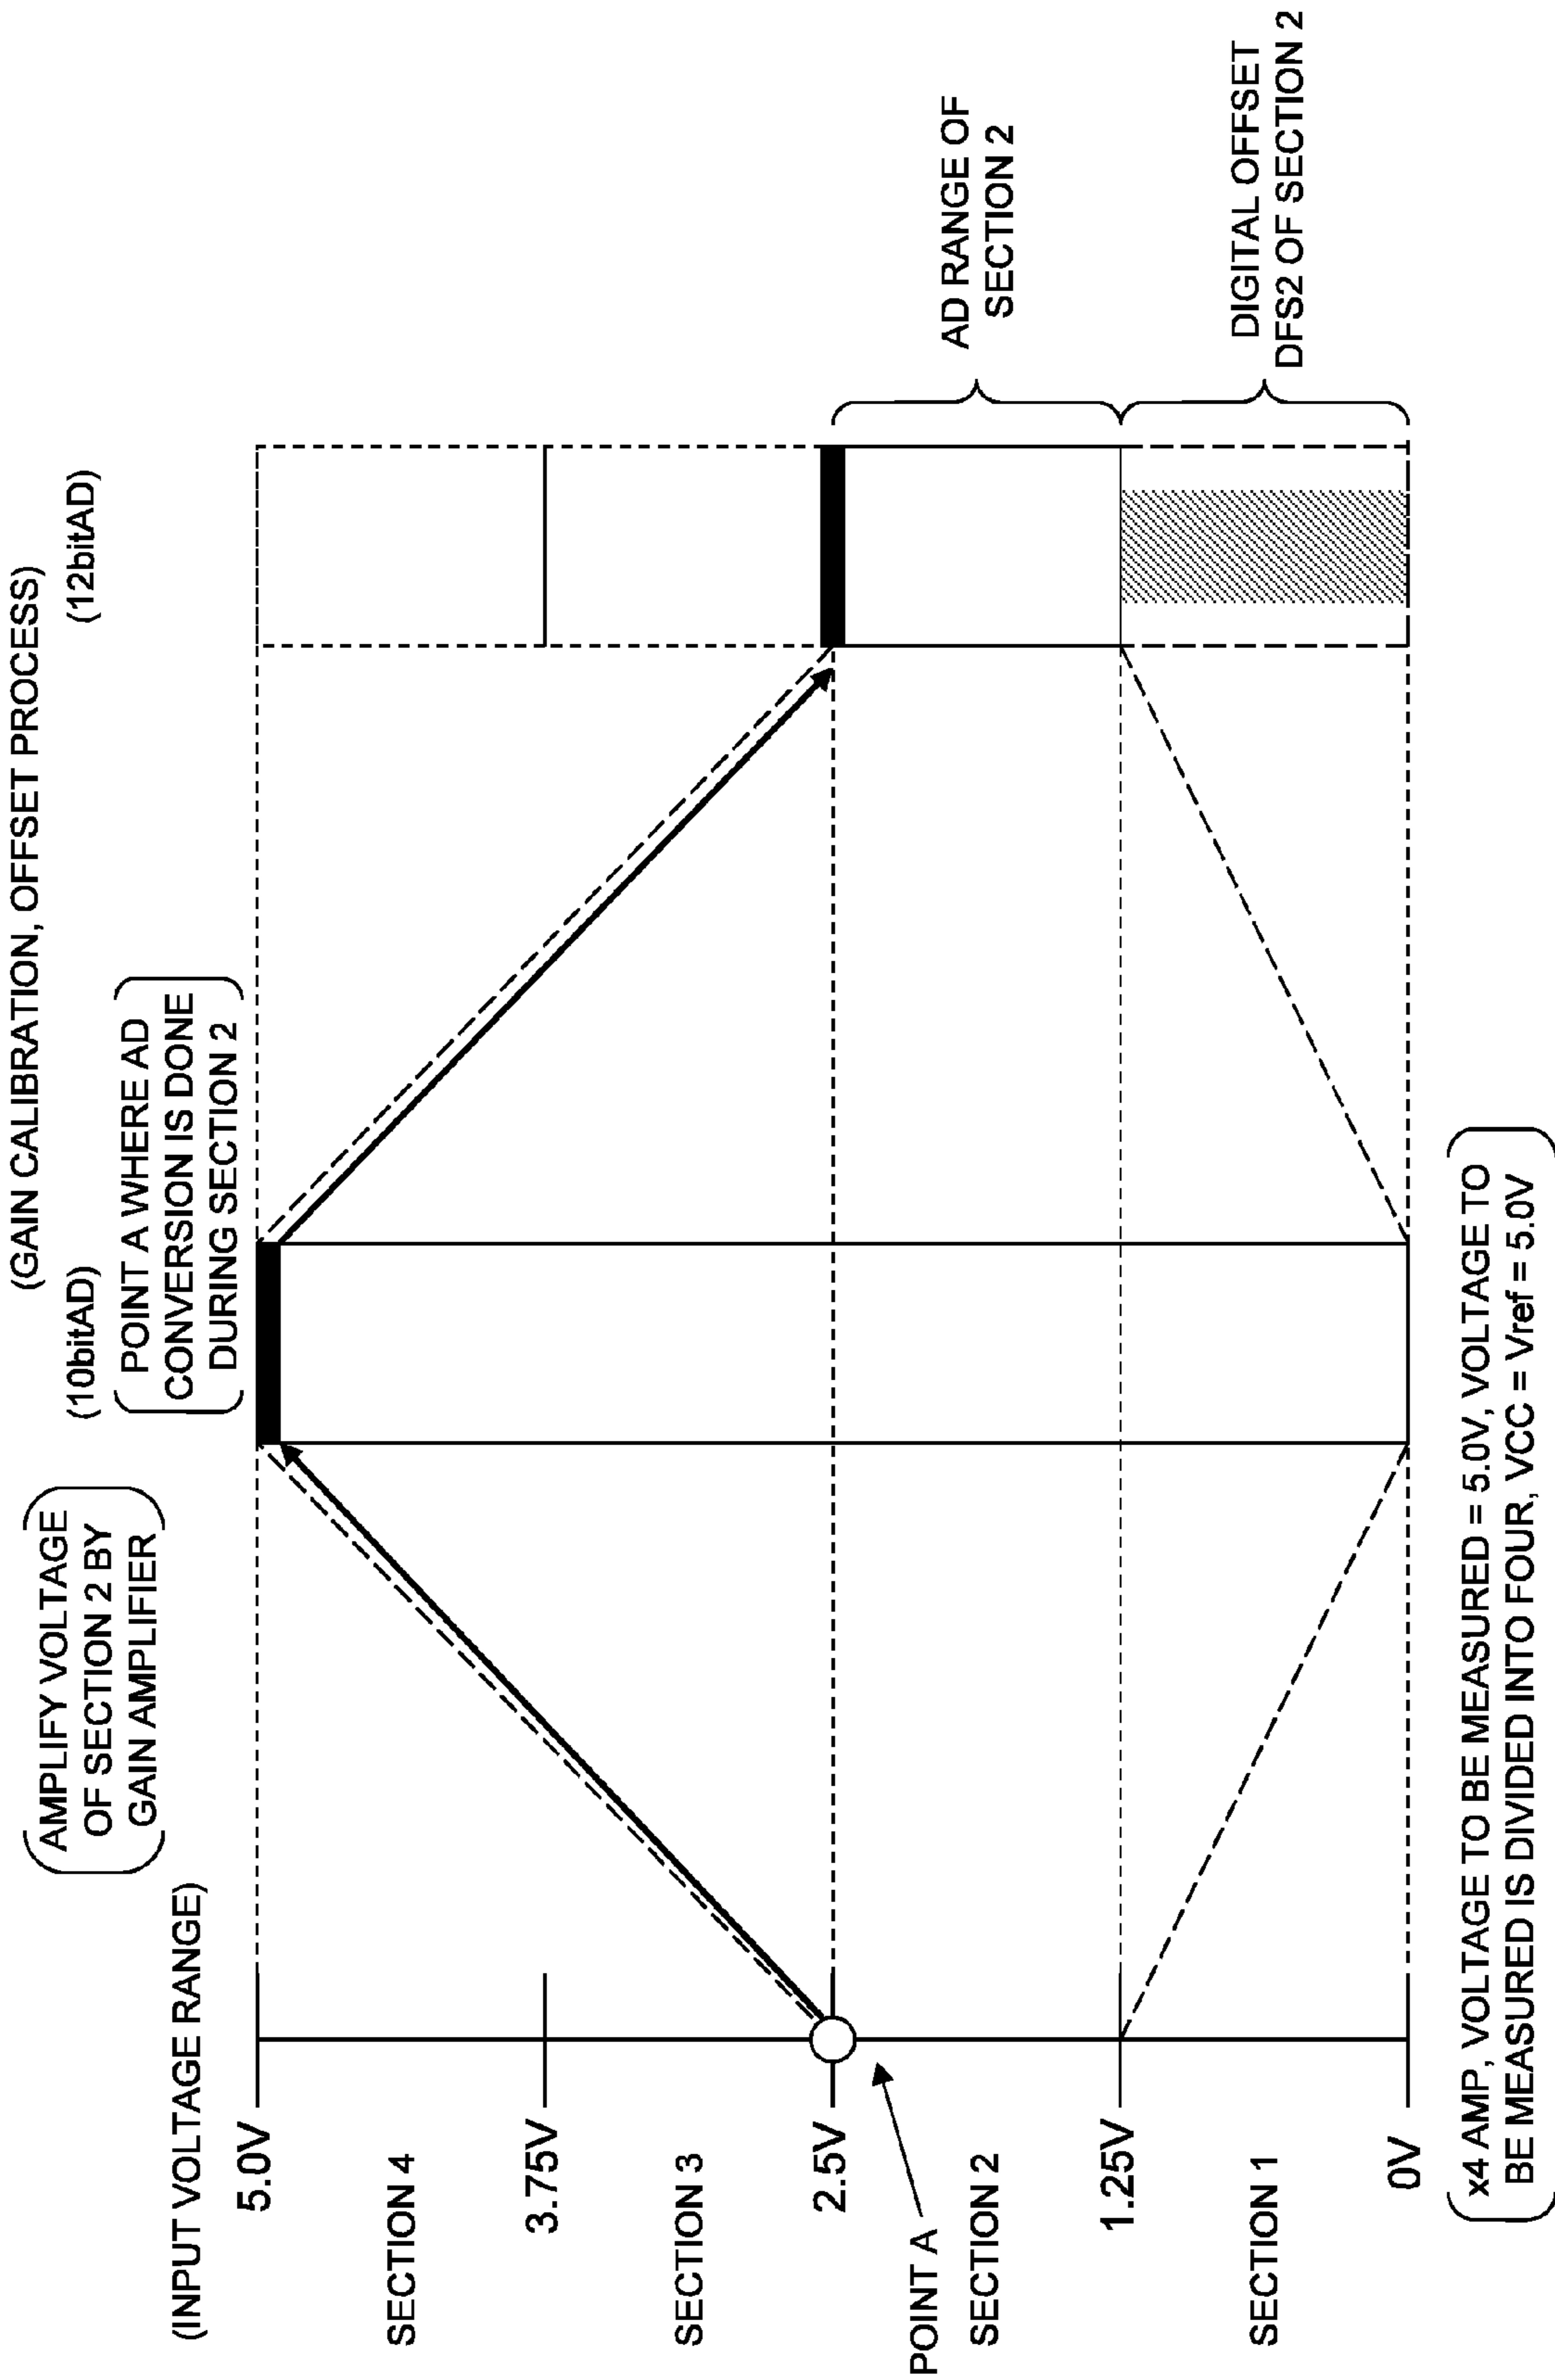 (GAIN CALIBRATION, OFFSET PROCESS)
(INPUT VOLTAGE RANGE)
AMPLIFY VOLTAGE
OF SECTION 2 BY
GAIN AMPLIFIER
(10bitAD)
POINT A WHERE AD
CONVERSION IS DONE
DURING SECTION 2
(12bitAD)
5.0V
SECTION 4
3.75V
SECTION 3
2.5V
POINT A
SECTION 2
1.25V
SECTION 1
0V
AD RANGE OF
SECTION 2
DIGITAL OFFSET
DFS2 OF SECTION 2
x4 AMP, VOLTAGE TO BE MEASURED = 5.0V, VOLTAGE TO
BE MEASURED IS DIVIDED INTO FOUR, VCC = Vref = 5.0V